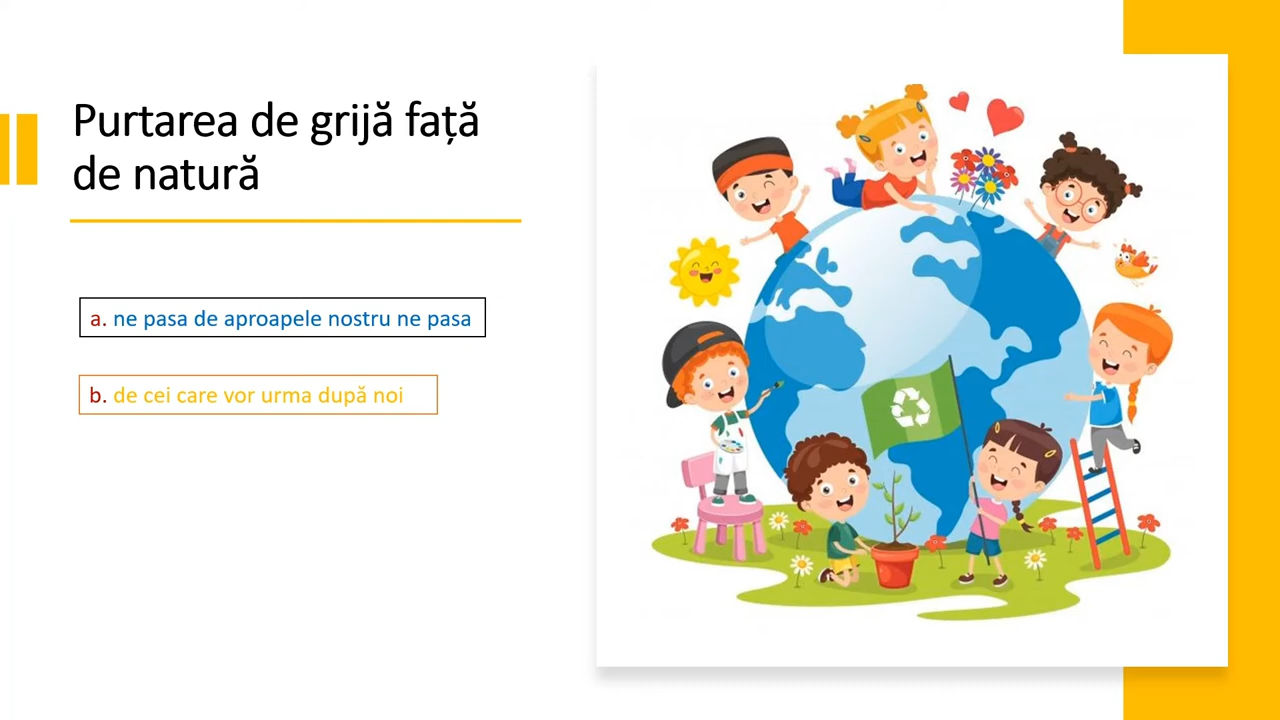 Purtarea de grijă față
de natură
a. ne pasa de aproapele nostru ne pasa
b. de cei care vor urma după noi